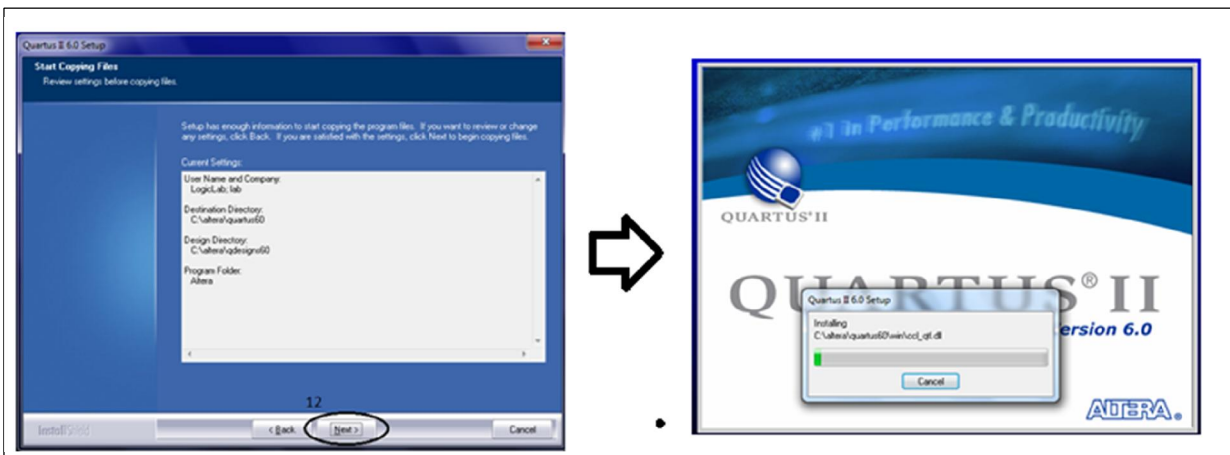 Quartus II 6.0 Setup
Start Copying Files
Review settings before copying files.
Setup has enough information to start copying the program files. If you want to review or change
any settings, click Back. If you are satisfied with the settings, click Next to begin copying files.
Current Settings:
User Name and Company:
LogicLab; lab
Destination Directory:
C:\altera\quartus60
Design Directory:
C:\altera\qdesigns60
Program Folder:
Altera
12
InstallShield
< Back
Next >
Cancel
#1 in Performance & Productivity
QUARTUS® II
QUARTUS® II
Version 6.0
Quartus II 6.0 Setup
Installing
C:\altera\quartus60\win\ccl_qtl.dll
Cancel
ALTERA®